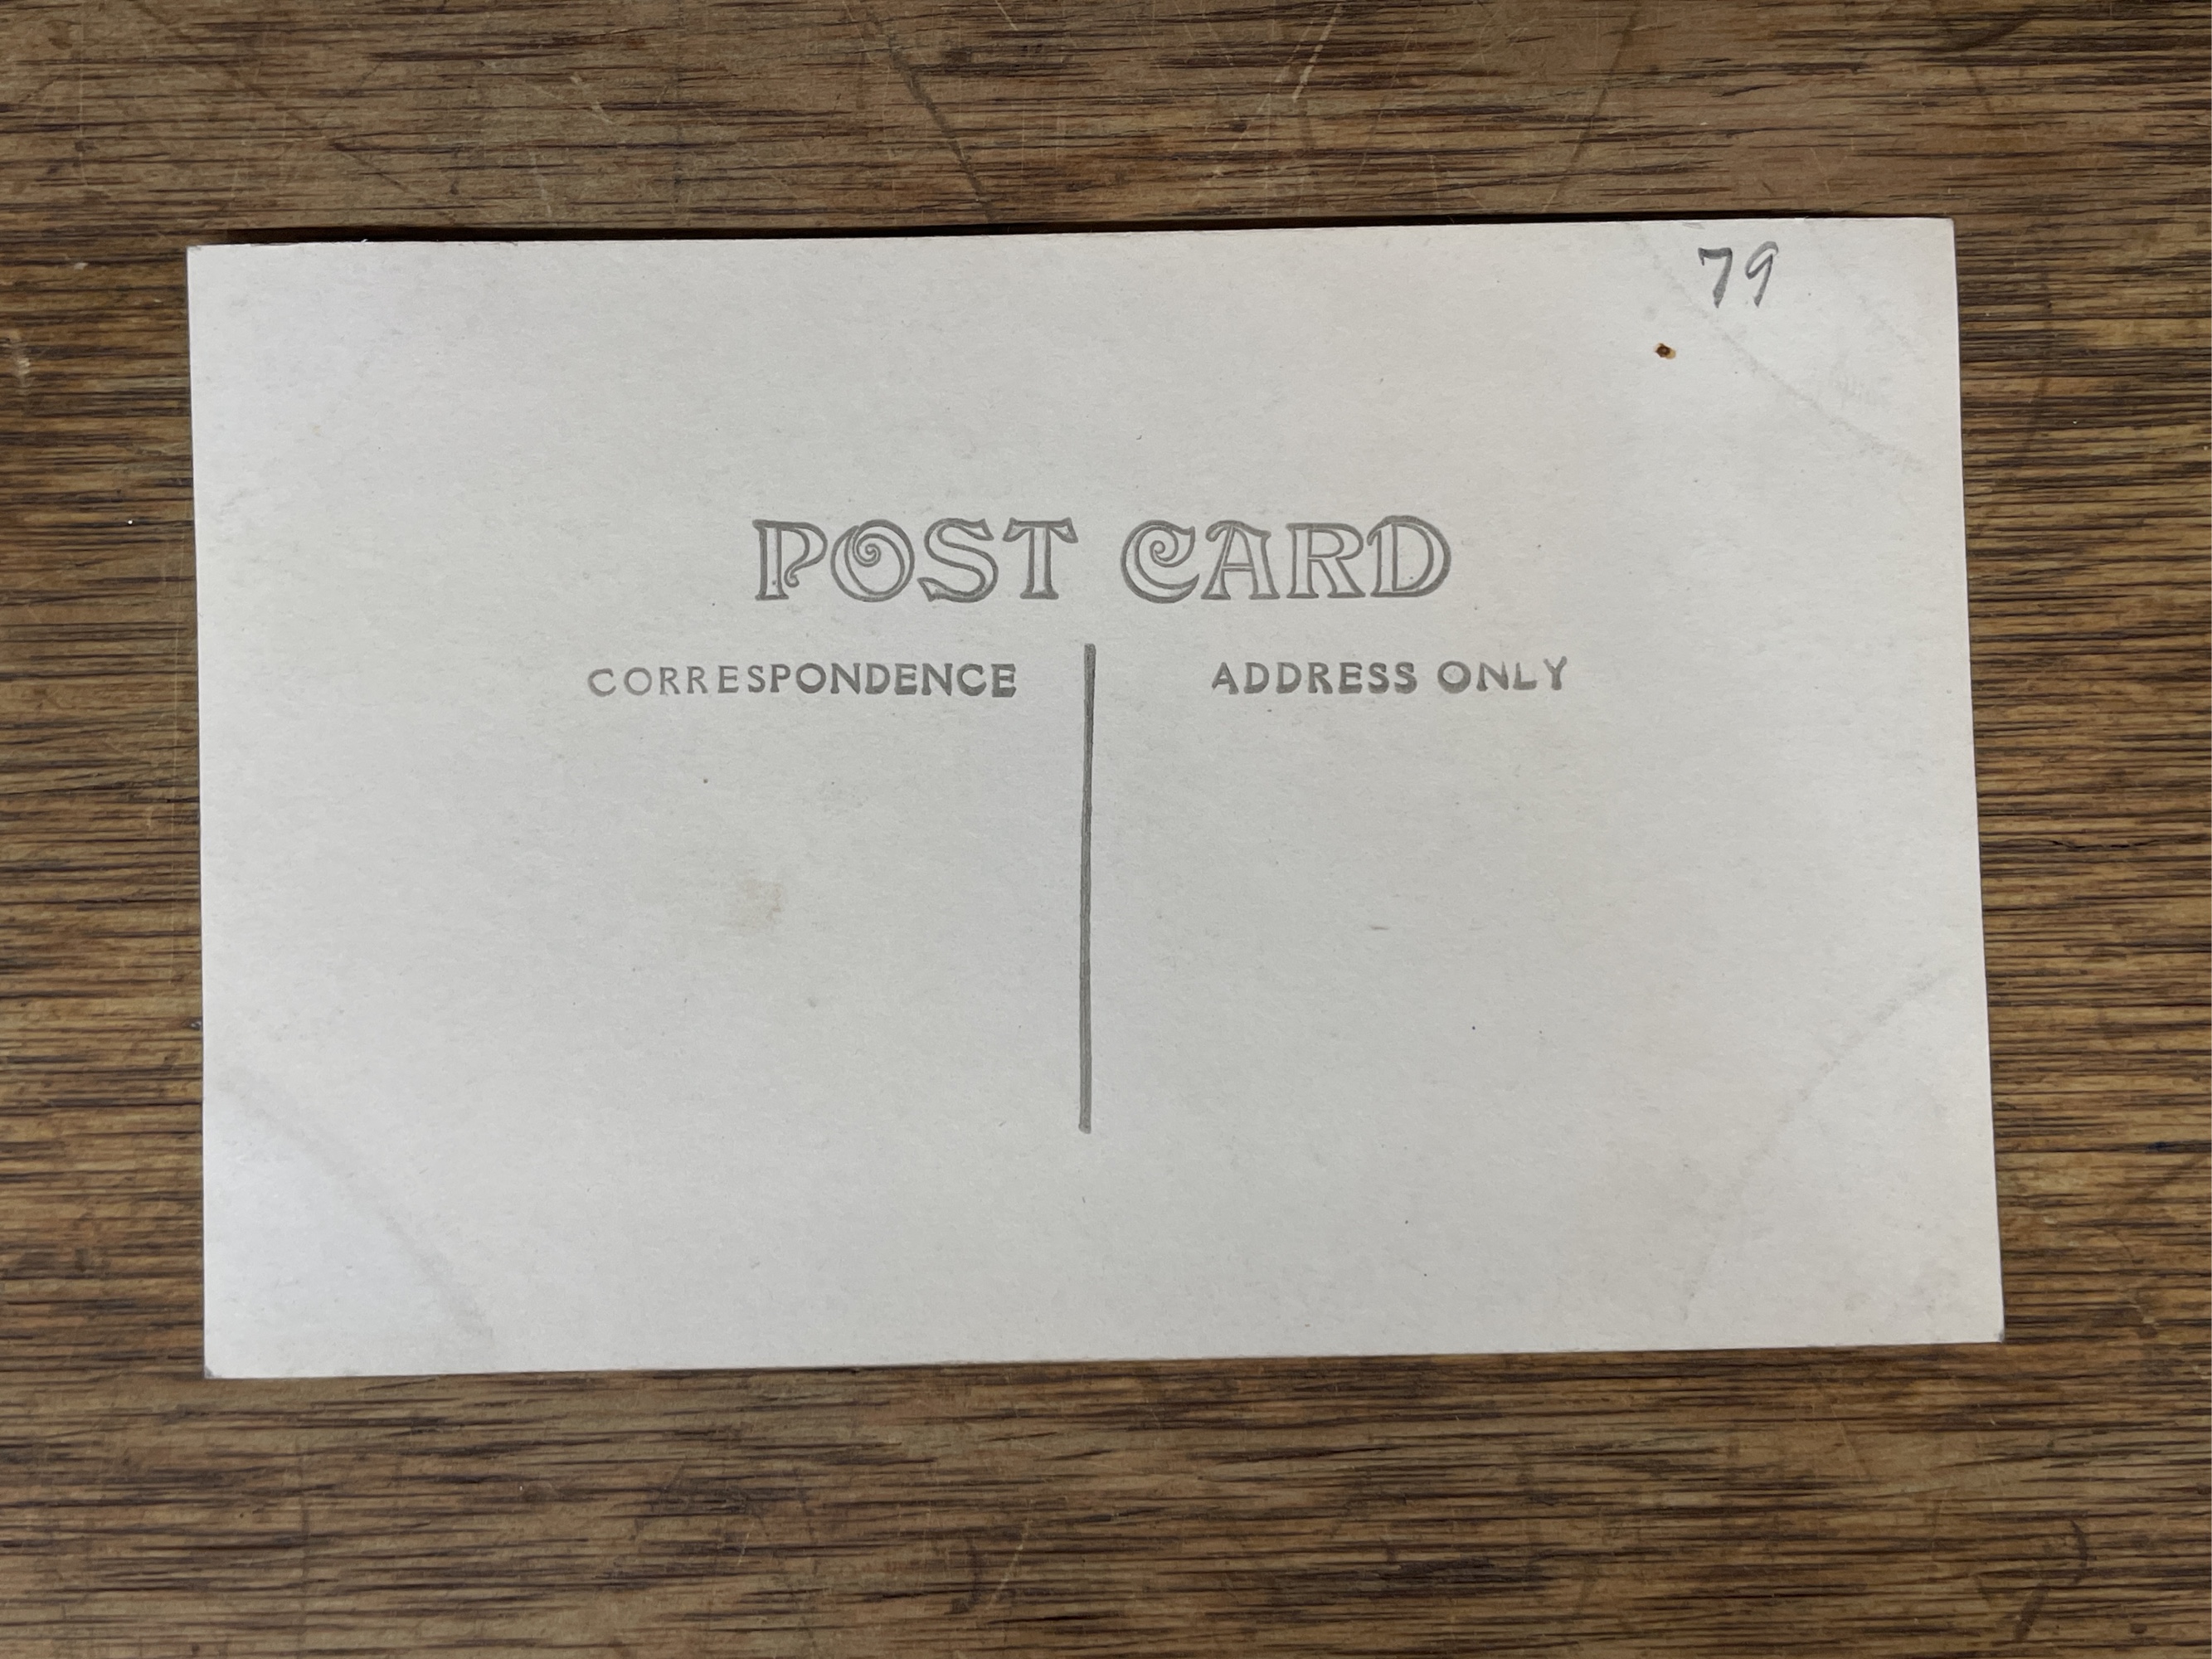 79
POST CARD
CORRESPONDENCE
ADDRESS ONLY